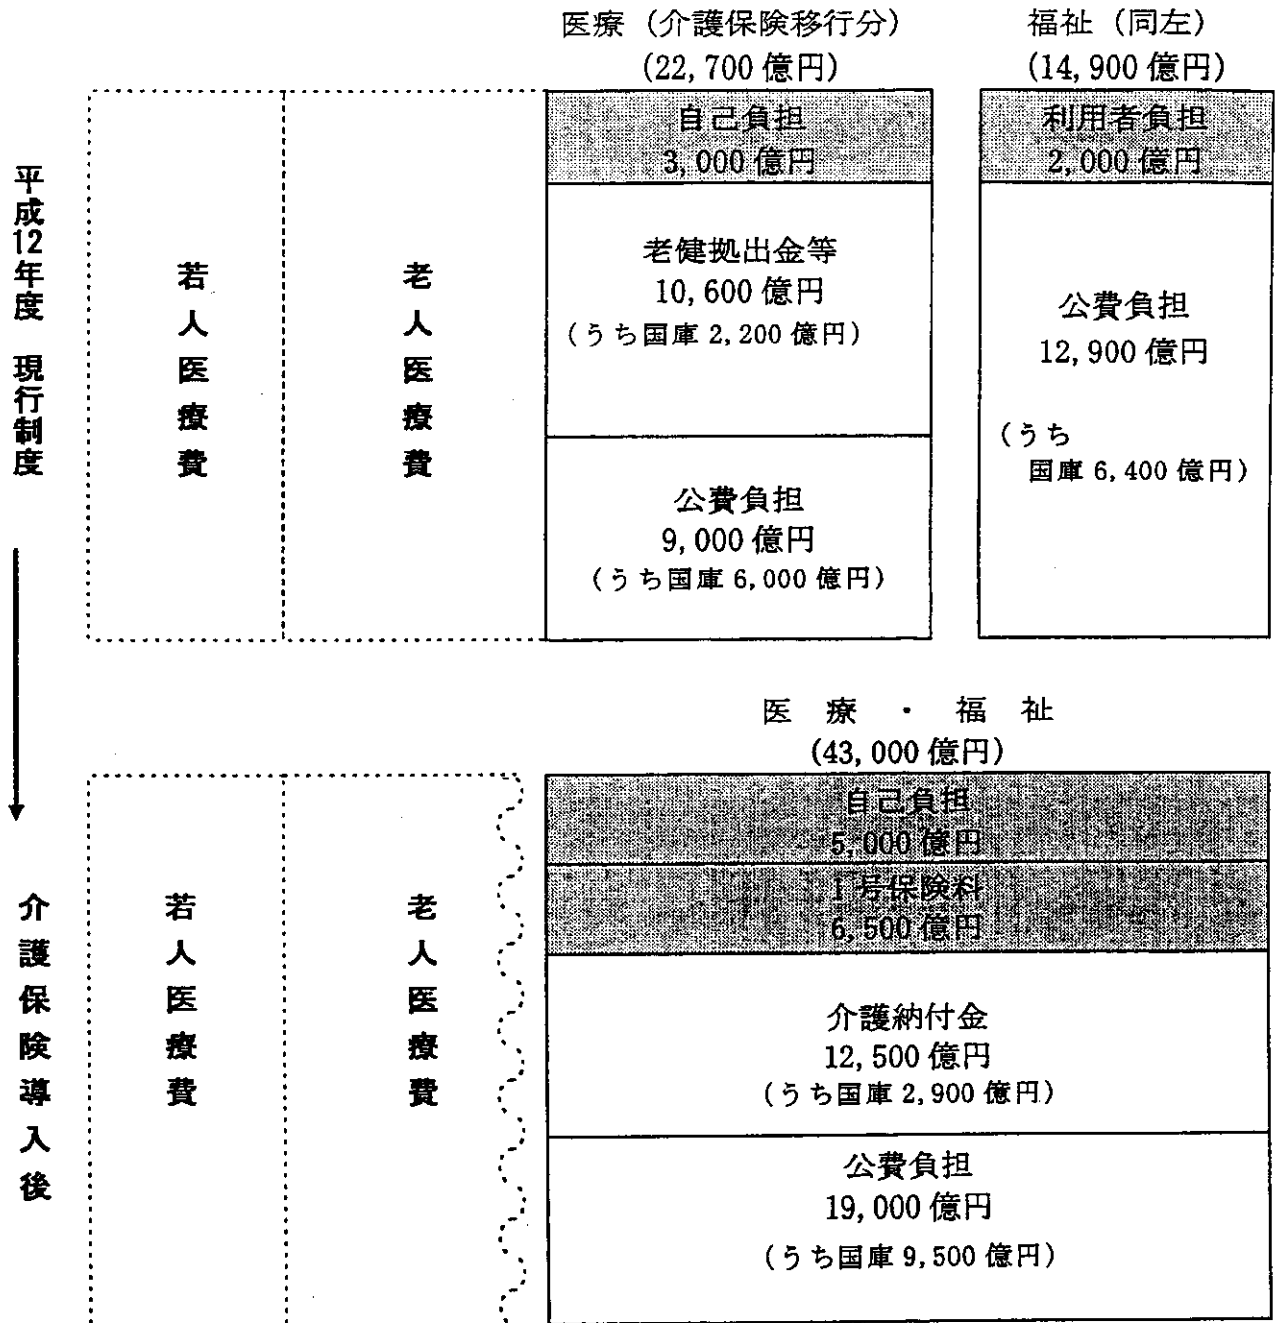 医療（介護保険移行分）
(22,700億円)
福祉（同左）
(14,900億円)
平成12年度 現行制度
若人医療費
老人医療費
自己負担
3,000億円
老健拠出金等
10,600億円
（うち国庫2,200億円）
公費負担
9,000億円
（うち国庫6,000億円）
利用者負担
2,000億円
公費負担
12,900億円
（うち
国庫6,400億円）
医療・福祉
(43,000億円)
介護保険導入後
若人医療費
老人医療費
自己負担
5,000億円
1号保険料
6,500億円
介護納付金
12,500億円
（うち国庫2,900億円）
公費負担
19,000億円
（うち国庫9,500億円）